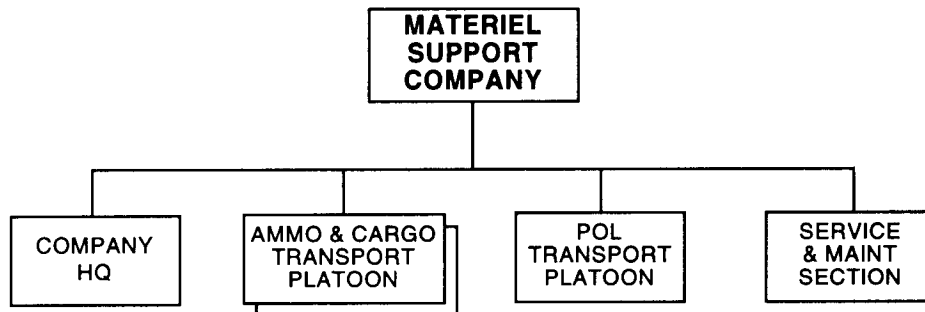 MATERIEL
SUPPORT
COMPANY
COMPANY
HQ
AMMO & CARGO
TRANSPORT
PLATOON
POL
TRANSPORT
PLATOON
SERVICE
& MAINT
SECTION